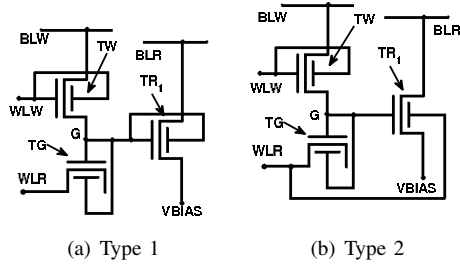 BLW
TW
BLR
TR1
WLW
G
TG
WLR
VBIAS
(a) Type 1
BLW
TW
BLR
TR1
WLW
G
TG
WLR
VBIAS
(b) Type 2